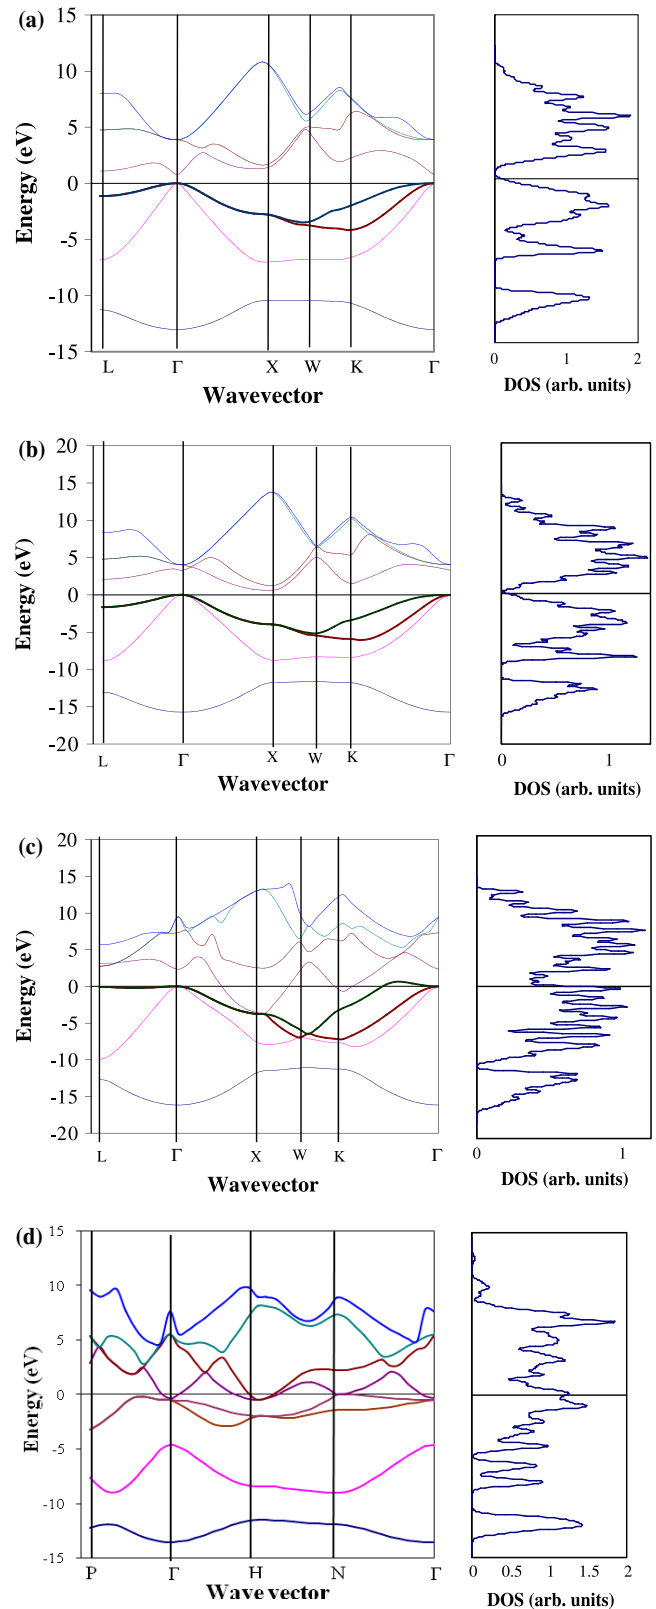 (a)
15
10
5
0
-5
-10
-15
Energy (eV)
L Γ X W K Γ
Wavevector
0 1 2
DOS (arb. units)
(b)
20
15
10
5
0
-5
-10
-15
-20
Energy (eV)
L Γ X W K Γ
Wavevector
0 1
DOS (arb. units)
(c)
20
15
10
5
0
-5
-10
-15
-20
Energy (eV)
L Γ X W K Γ
Wavevector
0 1
DOS (arb. units)
(d)
15
10
5
0
-5
-10
-15
Energy (eV)
P Γ H N Γ
Wave vector
0 0.5 1 1.5 2
DOS (arb. units)